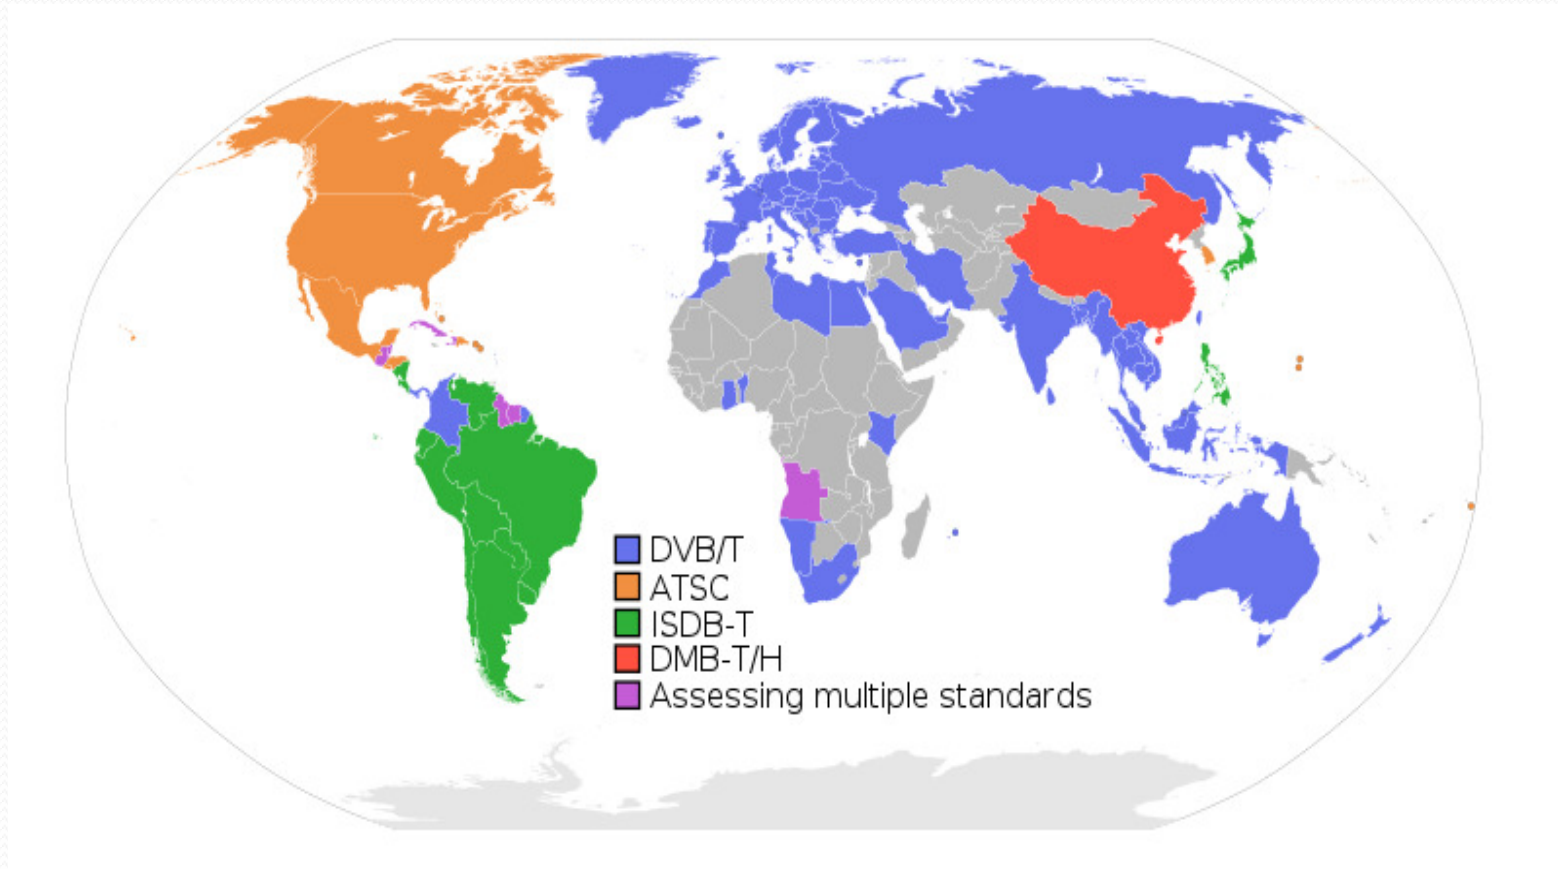 DVB/T
ATSC
ISDB-T
DMB-T/H
Assessing multiple standards